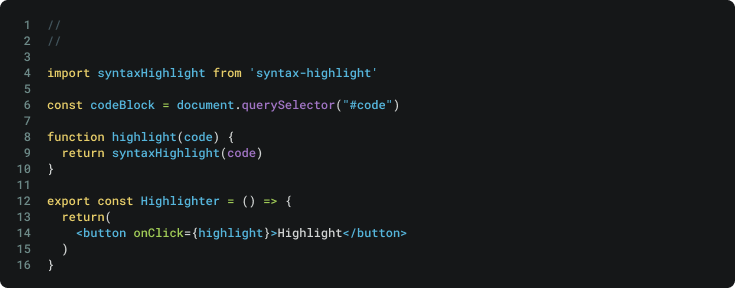 1 //
2 //
3
4 import syntaxHighlight from 'syntax-highlight'
5
6 const codeBlock = document.querySelector("#code")
7
8 function highlight(code) {
9   return syntaxHighlight(code)
10 }
11
12 export const Highlighter = () => {
13   return(
14     <button onClick={highlight}>Highlight</button>
15   )
16 }